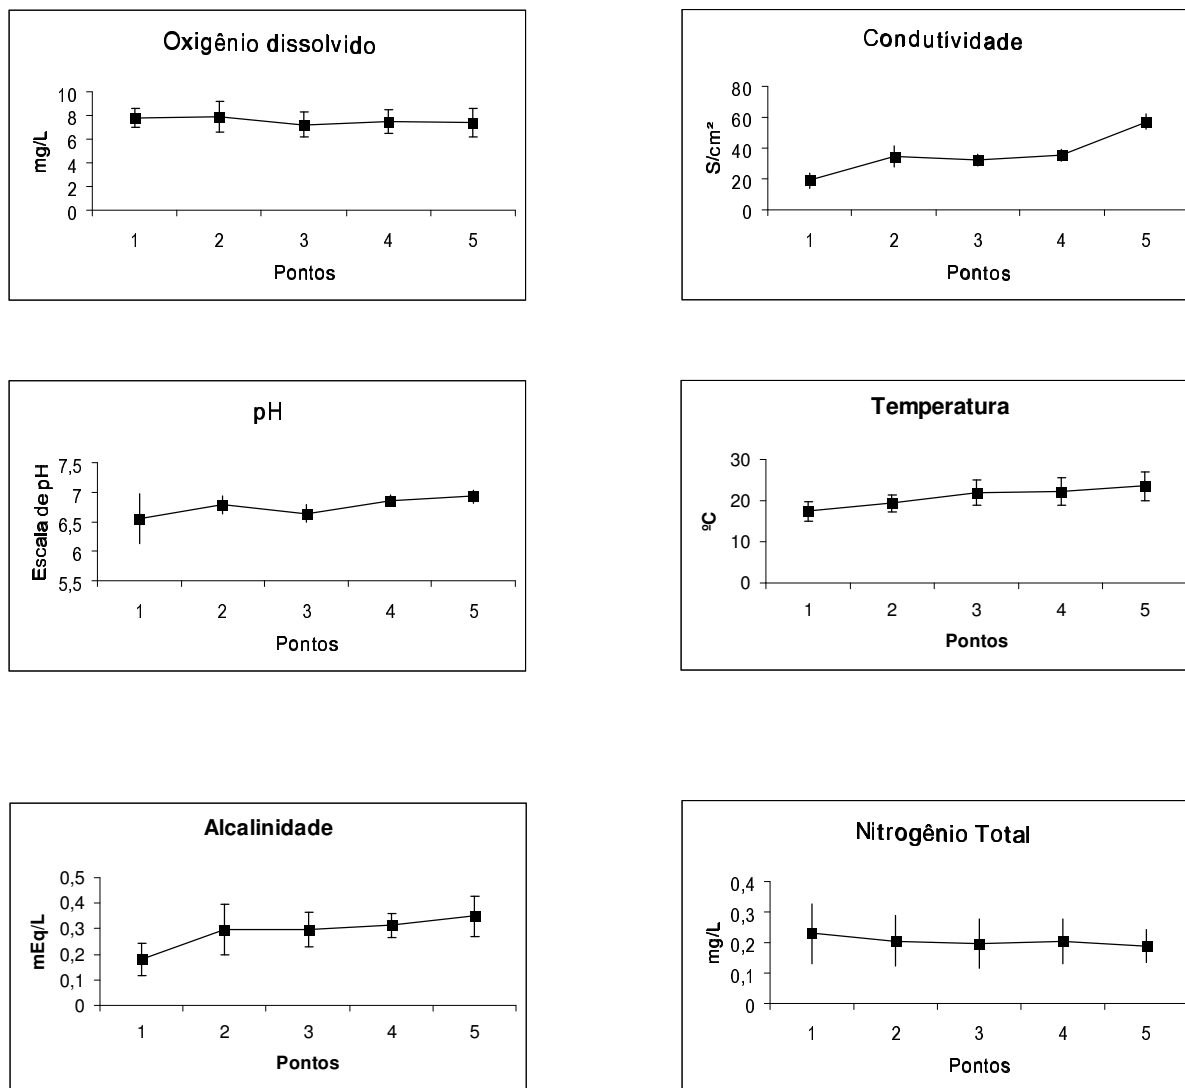 Oxigênio dissolvido
mg/L
10
8
6
4
2
0
1 2 3 4 5
Pontos
Condutividade
S/cm²
80
60
40
20
0
1 2 3 4 5
Pontos
pH
Escala de pH
7,5
7
6,5
6
5,5
1 2 3 4 5
Pontos
Temperatura
ºC
30
20
10
0
1 2 3 4 5
Pontos
Alcalinidade
mEq/L
0,5
0,4
0,3
0,2
0,1
0
1 2 3 4 5
Pontos
Nitrogênio Total
mg/L
0,4
0,3
0,2
0,1
0
1 2 3 4 5
Pontos